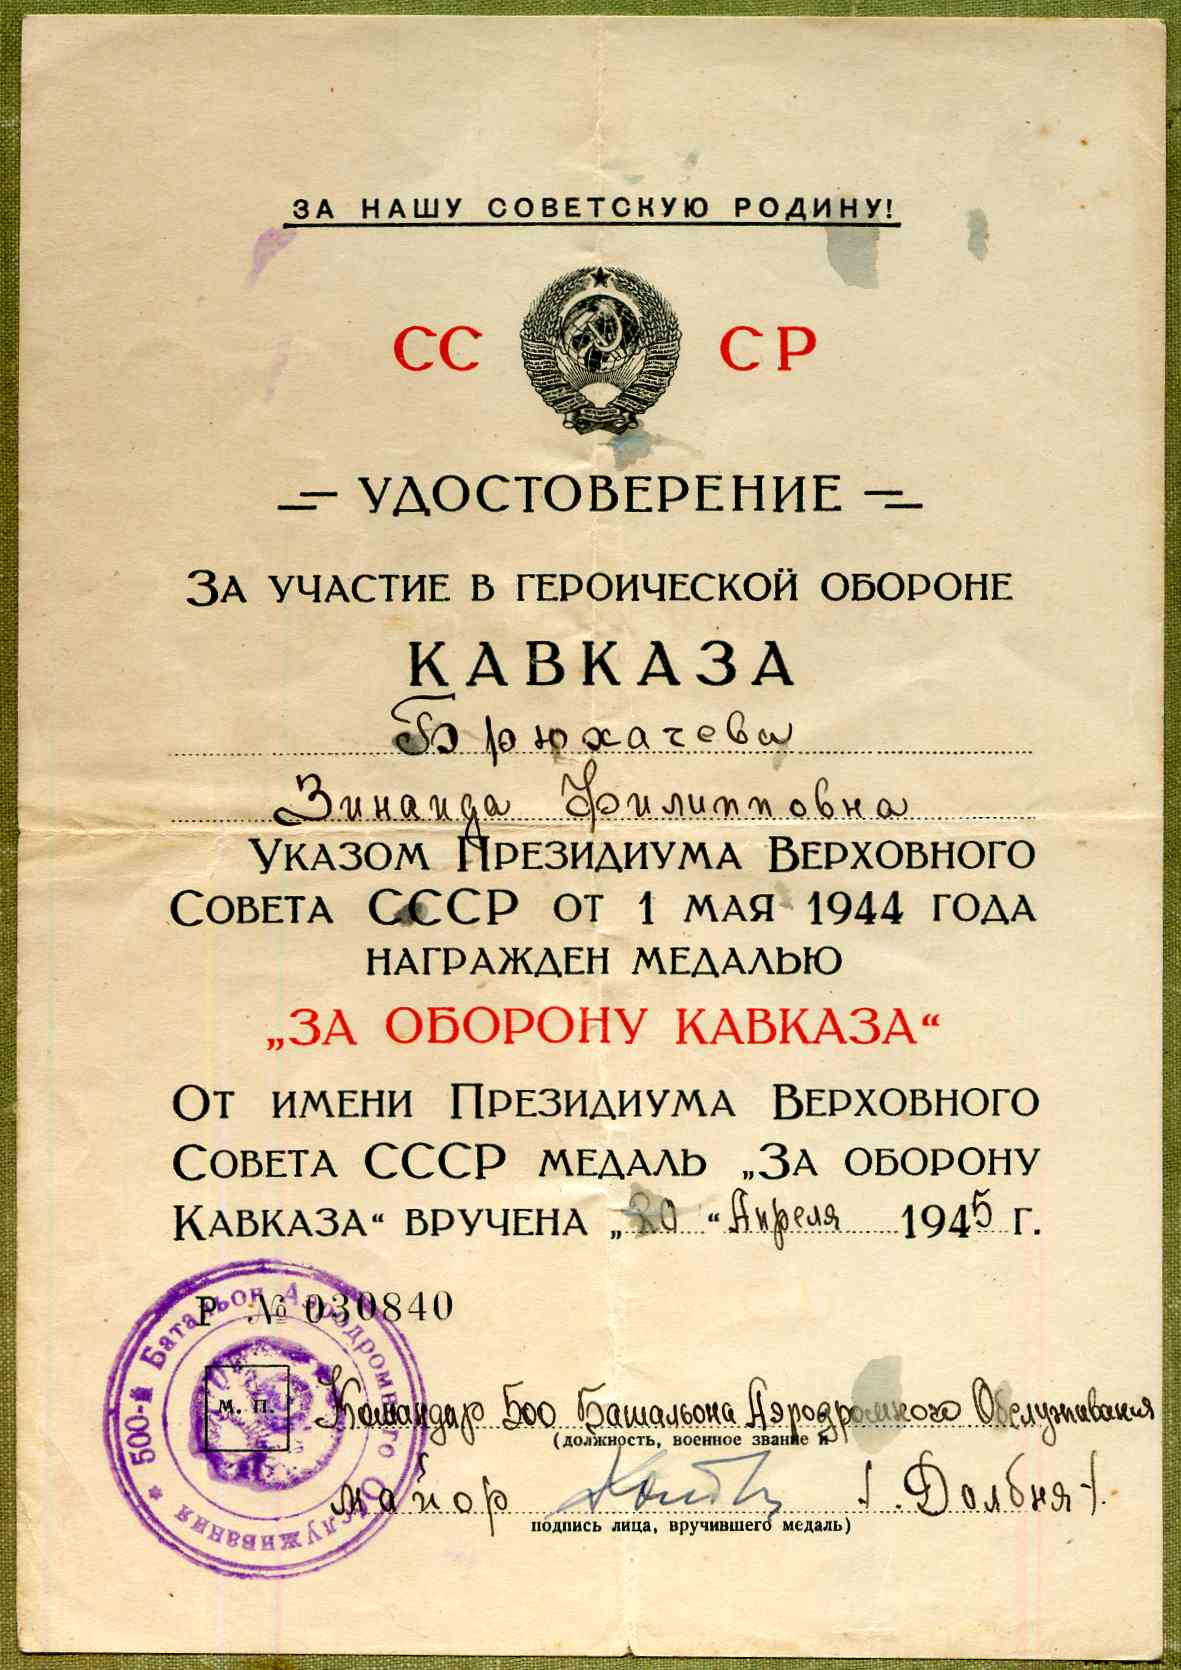 ЗА НАШУ СОВЕТСКУЮ РОДИНУ!
СС СР
УДОСТОВЕРЕНИЕ
ЗА УЧАСТИЕ В ГЕРОИЧЕСКОЙ ОБОРОНЕ
КАВКАЗА
Брюхачева
Зинаида Филипповна
УКАЗОМ ПРЕЗИДИУМА ВЕРХОВНОГО
СОВЕТА СССР ОТ 1 МАЯ 1944 ГОДА
НАГРАЖДЕН МЕДАЛЬЮ
„ЗА ОБОРОНУ КАВКАЗА“
ОТ ИМЕНИ ПРЕЗИДИУМА ВЕРХОВНОГО
СОВЕТА СССР МЕДАЛЬ „ЗА ОБОРОНУ
КАВКАЗА“ ВРУЧЕНА „20“ Апреля 1945 Г.
Р № 030840
500-й Батальон Аэродромного Обслуживания
М. П.
Командир 500 Батальона Аэродромного Обслуживания
(должность, военное звание и
майор (Долбня)
подпись лица, вручившего медаль)